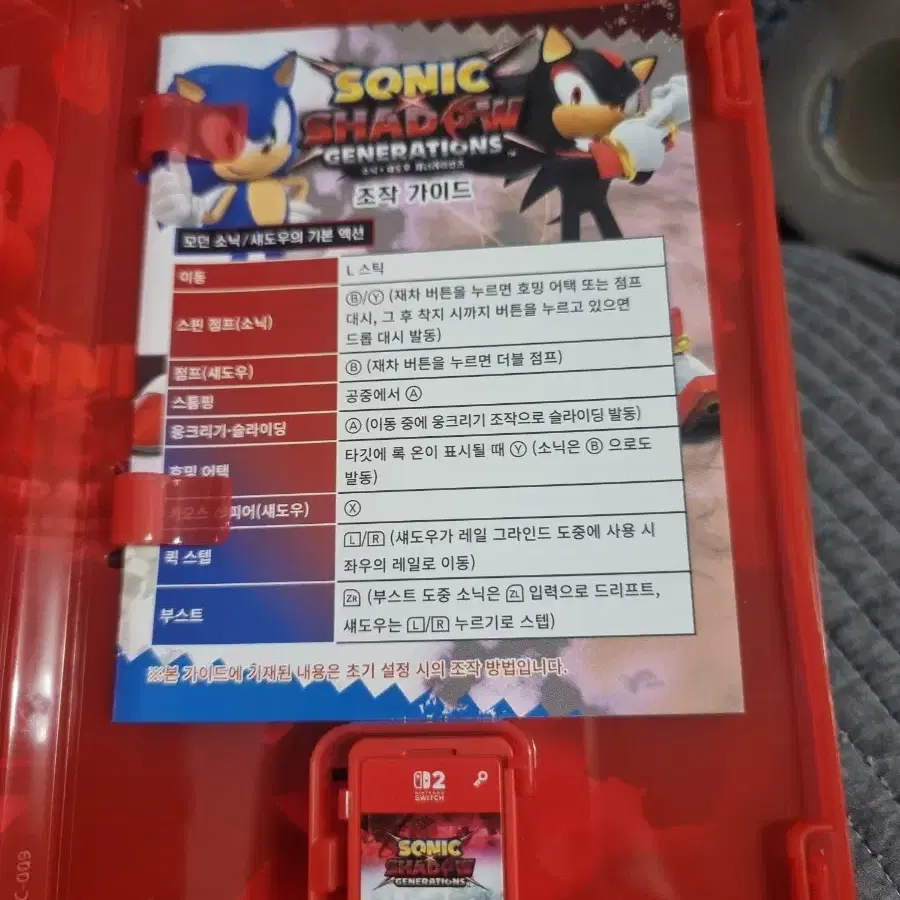 SONIC
×
SHADOW
GENERATIONS
소닉×섀도우 제너레이션즈
조작 가이드
모던 소닉/섀도우의 기본 액션
이동
L 스틱
스핀 점프(소닉)
Ⓑ/Ⓨ (재차 버튼을 누르면 호밍 어택 또는 점프
대시, 그 후 착지 시까지 버튼을 누르고 있으면
드롭 대시 발동)
점프(섀도우)
Ⓑ (재차 버튼을 누르면 더블 점프)
스톰핑
공중에서 Ⓐ
웅크리기·슬라이딩
Ⓐ (이동 중에 웅크리기 조작으로 슬라이딩 발동)
호밍 어택
타깃에 록 온이 표시될 때 Ⓨ (소닉은 Ⓑ 으로도
발동)
피어(섀도우)
Ⓧ
퀵 스텝
L/R (섀도우가 레일 그라인드 도중에 사용 시
좌우의 레일로 이동)
부스트
ZR (부스트 도중 소닉은 ZL 입력으로 드리프트,
섀도우는 L/R 누르기로 스텝)
※본 가이드에 기재된 내용은 초기 설정 시의 조작 방법입니다.
2
NINTENDO
SWITCH
SONIC
SHADOW
GENERATIONS